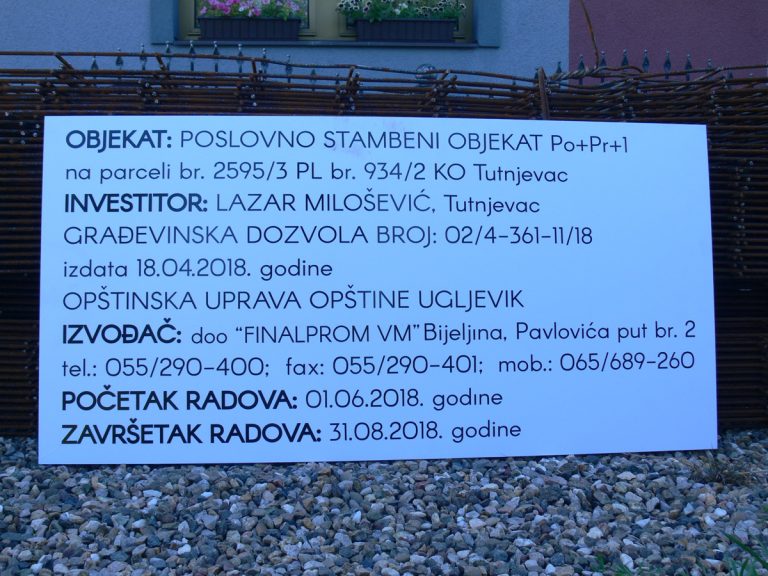 OBJEKAT: POSLOVNO STAMBENI OBJEKAT Po+Pr+1
na parceli br. 2595/3 PL br. 934/2 KO Tutnjevac
INVESTITOR: LAZAR MILOŠEVIĆ, Tutnjevac
GRAĐEVINSKA DOZVOLA BROJ: 02/4-361-11/18
izdata 18.04.2018. godine
OPŠTINSKA UPRAVA OPŠTINE UGLJEVIK
IZVOĐAČ: doo "FINALPROM VM" Bijeljina, Pavlovića put br. 2
tel.: 055/290-400; fax: 055/290-401; mob.: 065/689-260
POČETAK RADOVA: 01.06.2018. godine
ZAVRŠETAK RADOVA: 31.08.2018. godine